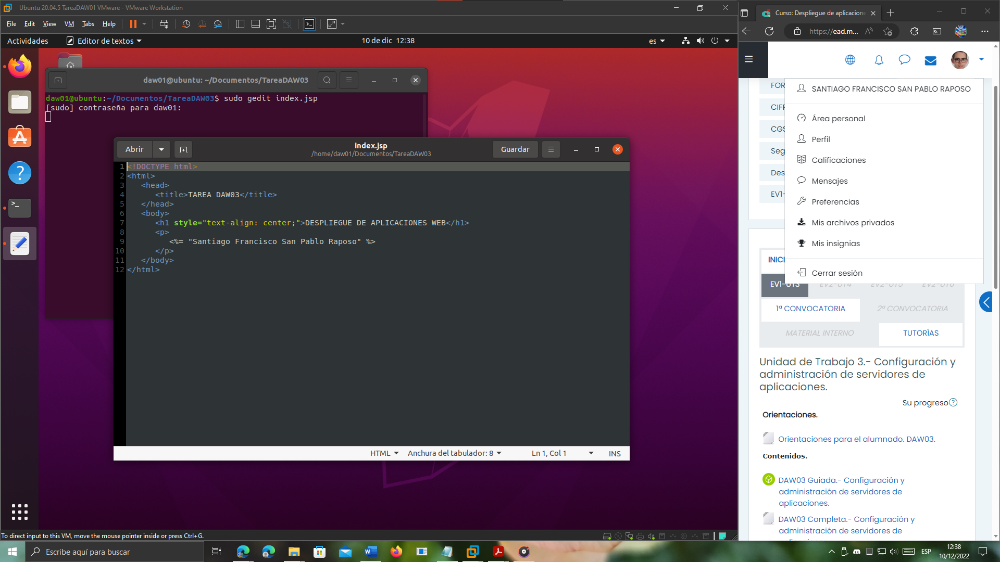 Ubuntu 20.04.5 TareaDAW01 VMware - VMware Workstation
File Edit View VM Tabs Help
Actividades
Editor de textos
10 de dic 12:38
es
daw01@ubuntu: ~/Documentos/TareaDAW03
daw01@ubuntu:~/Documentos/TareaDAW03$ sudo gedit index.jsp
[sudo] contraseña para daw01:
Abrir
index.jsp
/home/daw01/Documentos/TareaDAW03
Guardar
1 <!DOCTYPE html>
2 <html>
3 <head>
4 <title>TAREA DAW03</title>
5 </head>
6 <body>
7 <h1 style="text-align: center;">DESPLIEGUE DE APLICACIONES WEB</h1>
8 <p>
9 <%= "Santiago Francisco San Pablo Raposo" %>
10 </p>
11 </body>
12 </html>
HTML
Anchura del tabulador: 8
Ln 1, Col 1
INS
To direct input to this VM, move the mouse pointer inside or press Ctrl+G.
Curso: Despliegue de aplicacione
https://ead.m...
FOR
CIFP
CGS
Seg
Des
EV1-
SANTIAGO FRANCISCO SAN PABLO RAPOSO
Área personal
Perfil
Calificaciones
Mensajes
Preferencias
Mis archivos privados
Mis insignias
Cerrar sesión
INICI
EV1-UT3 EV2-UT4 EV2-UT5 EV2-UT6
1ª CONVOCATORIA
2ª CONVOCATORIA
MATERIAL INTERNO
TUTORÍAS
Unidad de Trabajo 3.- Configuración y
administración de servidores de
aplicaciones.
Su progreso
Orientaciones.
Orientaciones para el alumnado. DAW03.
Contenidos.
DAW03 Guiada.- Configuración y
administración de servidores de
aplicaciones.
DAW03 Completa.- Configuración y
administración de servidores de
Escribe aquí para buscar
ESP
12:38
10/12/2022